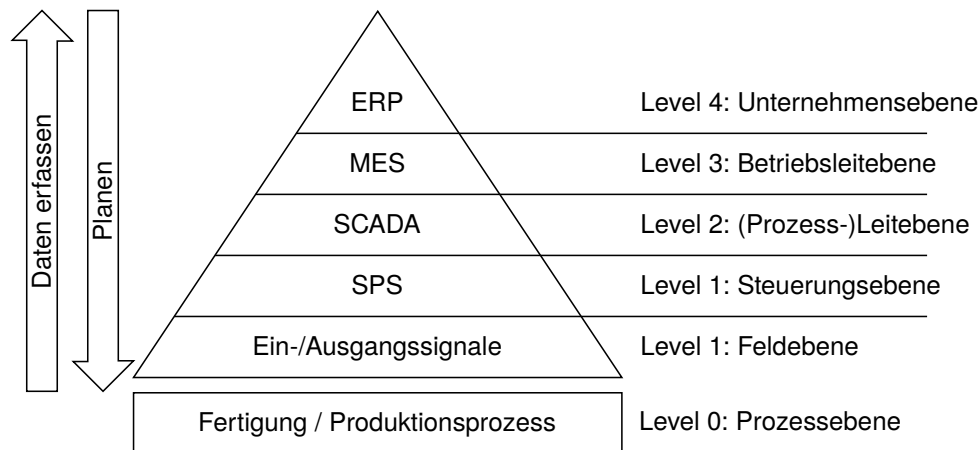 Daten erfassen
Planen
ERP
Level 4: Unternehmensebene
MES
Level 3: Betriebsleitebene
SCADA
Level 2: (Prozess-)Leitebene
SPS
Level 1: Steuerungsebene
Ein-/Ausgangssignale
Level 1: Feldebene
Fertigung / Produktionsprozess
Level 0: Prozessebene